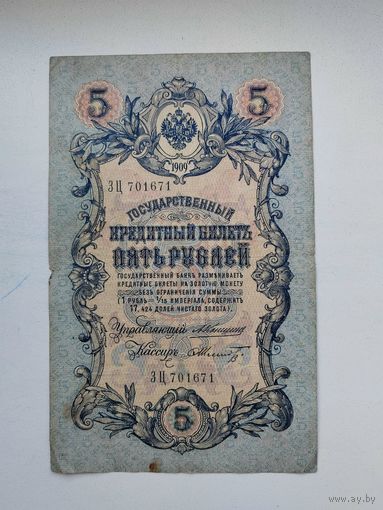 5 5
1909
ЗЦ 701671
ГОСУДАРСТВЕННЫЙ
КРЕДИТНЫЙ БИЛЕТЪ
ПЯТЬ РУБЛЕЙ
ГОСУДАРСТВЕННЫЙ БАНКЪ РАЗМѢНИВАЕТЪ
КРЕДИТНЫЕ БИЛЕТЫ НА ЗОЛОТУЮ МОНЕТУ
БЕЗЪ ОГРАНИЧЕНІЯ СУММЫ
(1 РУБЛЬ = 1/15 ИМПЕРІАЛА, СОДЕРЖИТЪ
17,424 ДОЛЕЙ ЧИСТАГО ЗОЛОТА).
Управляющій
Кассиръ
ЗЦ 701671
5
www.ay.by